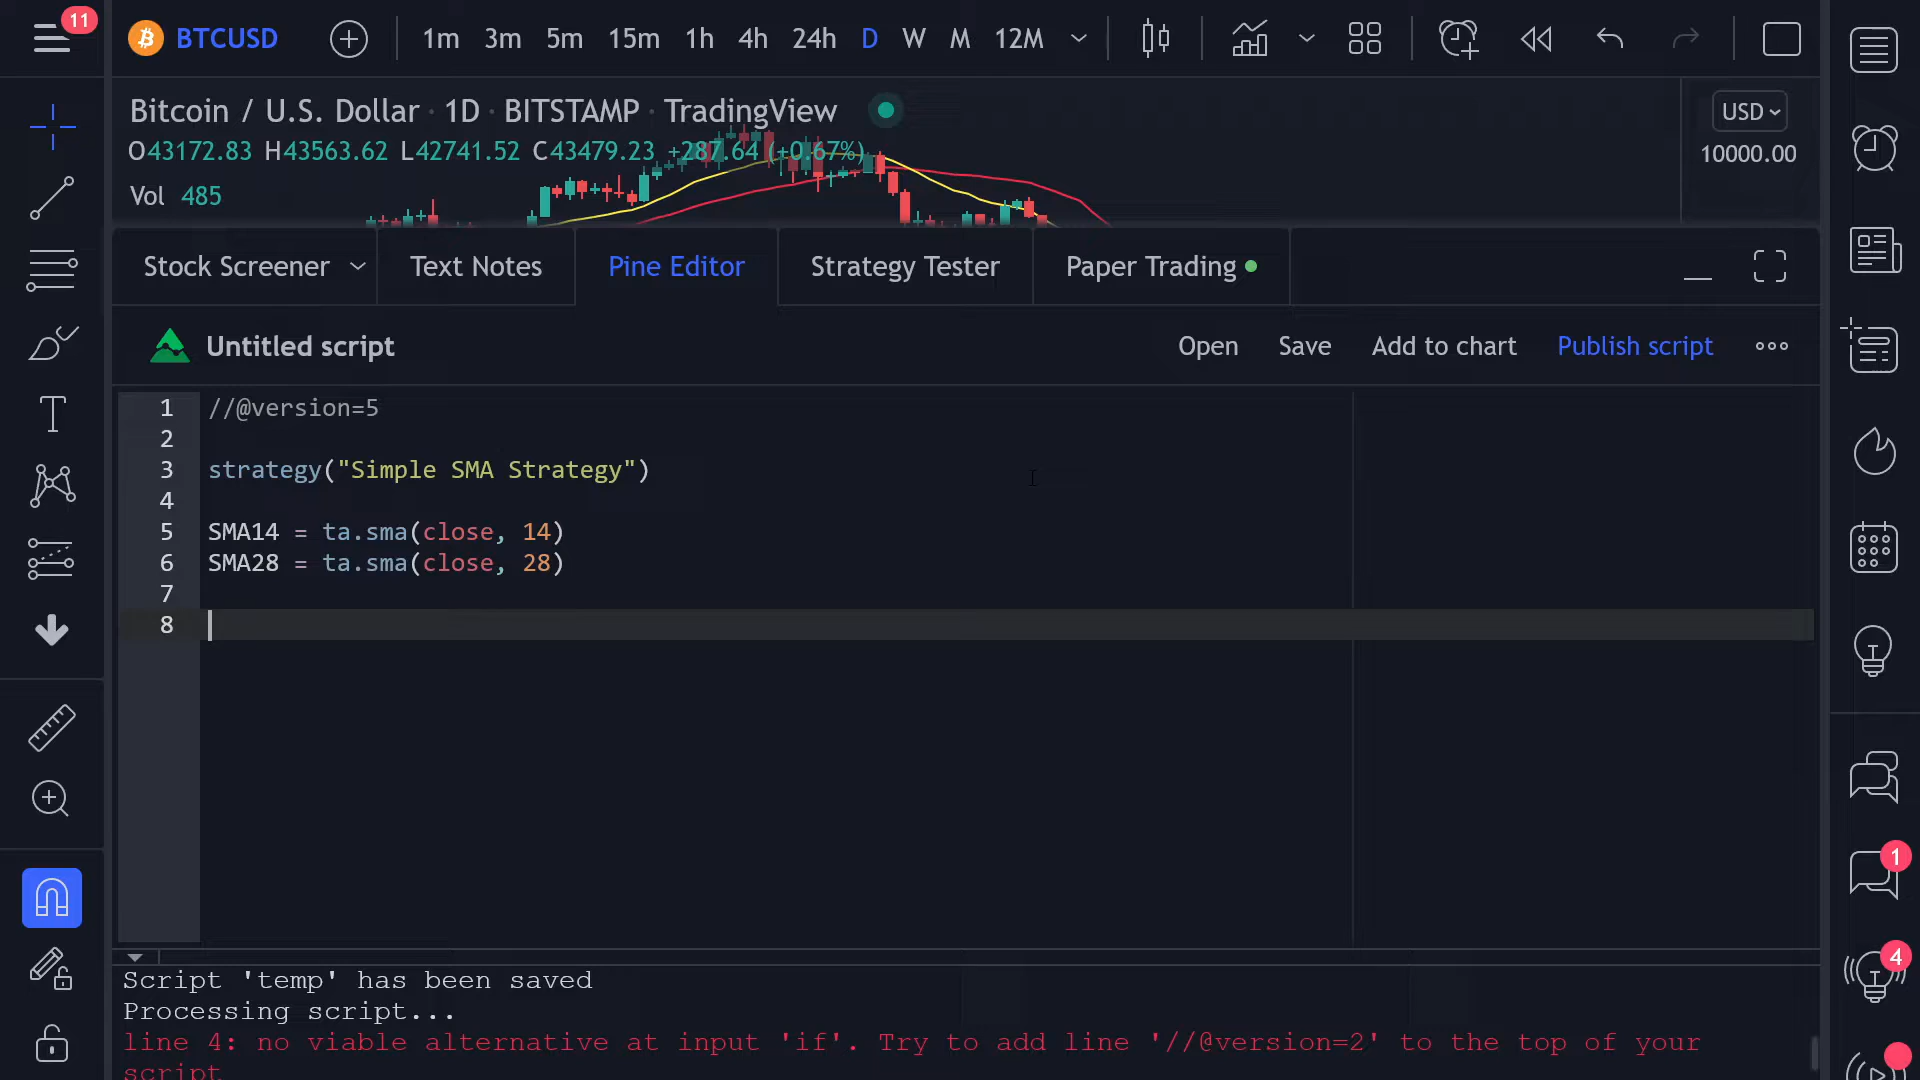 11
BTCUSD
1m 3m 5m 15m 1h 4h 24h D W M 12M
Bitcoin / U.S. Dollar · 1D · BITSTAMP · TradingView
USD
O43172.83 H43563.62 L42741.52 C43479.23 +287.64 (+0.67%)
10000.00
Vol 485
Stock Screener Text Notes Pine Editor Strategy Tester Paper Trading
Untitled script Open Save Add to chart Publish script
1 //@version=5
2
3 strategy("Simple SMA Strategy")
4
5 SMA14 = ta.sma(close, 14)
6 SMA28 = ta.sma(close, 28)
7
8
1
4
Script 'temp' has been saved
Processing script...
line 4: no viable alternative at input 'if'. Try to add line '//@version=2' to the top of your
script